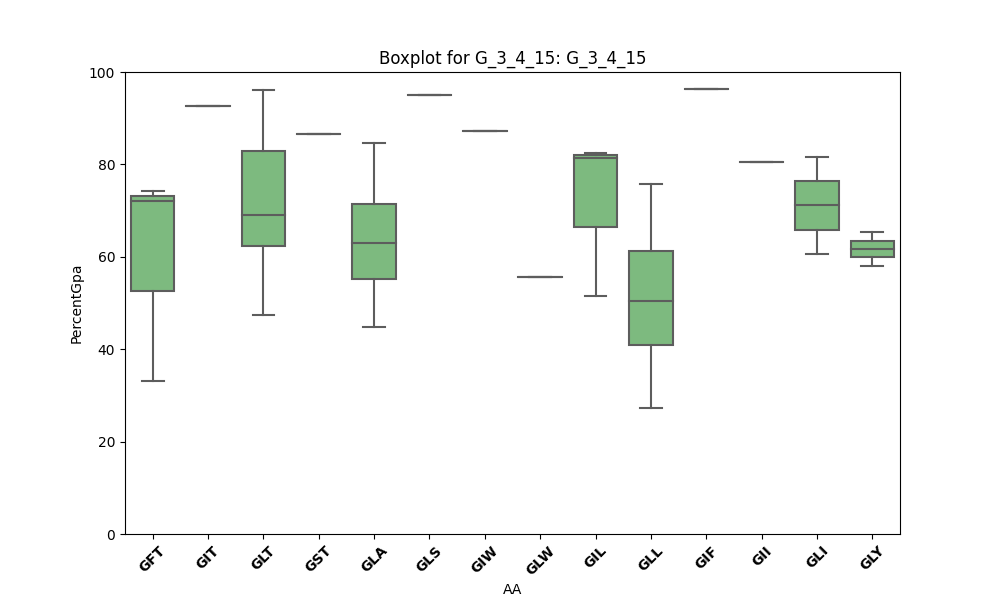 Boxplot for G_3_4_15: G_3_4_15
PercentGpa
100
80
60
40
20
0
GFT GIT GLT GST GLA GLS GIW GLW GIL GLL GIF GII GLI GLY
AA